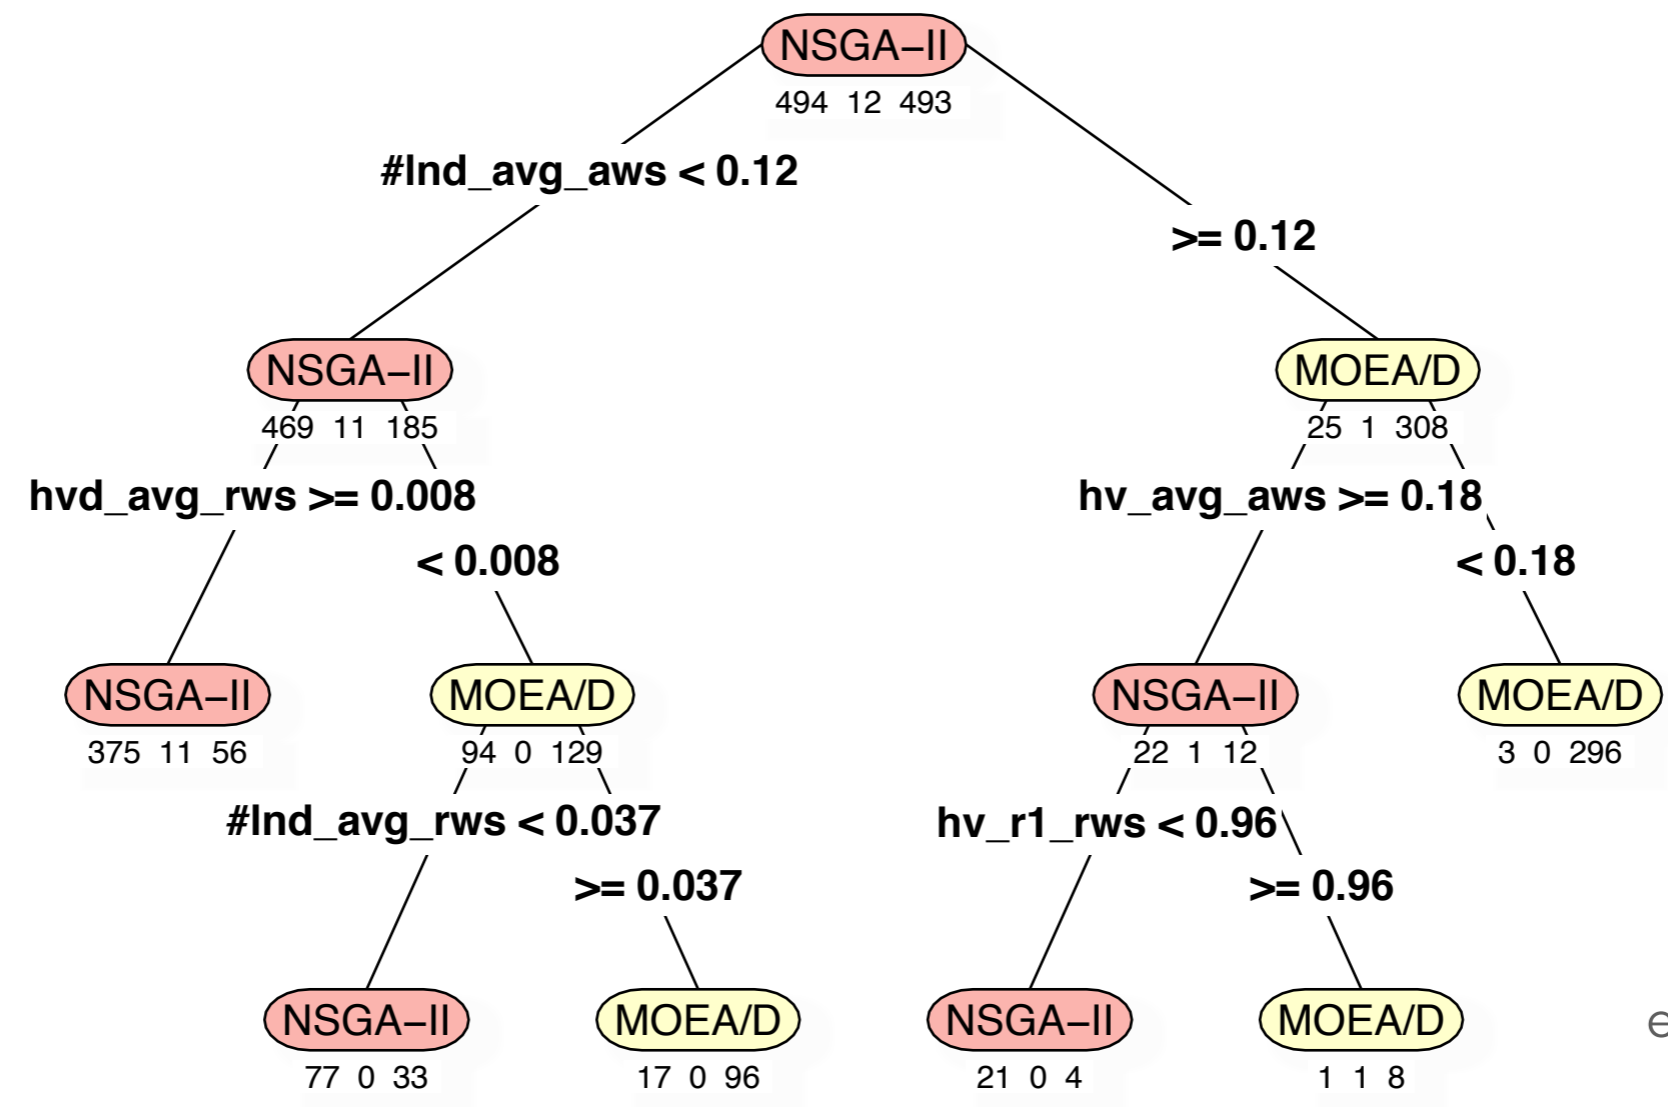 NSGA−II
494 12 493
#Ind_avg_aws < 0.12
>= 0.12
NSGA−II
MOEA/D
469 11 185
25 1 308
hvd_avg_rws >= 0.008
hv_avg_aws >= 0.18
< 0.008
< 0.18
NSGA−II
MOEA/D
NSGA−II
MOEA/D
375 11 56
94 0 129
22 1 12
3 0 296
#Ind_avg_rws < 0.037
hv_r1_rws < 0.96
>= 0.037
>= 0.96
NSGA−II
MOEA/D
NSGA−II
MOEA/D
e
77 0 33
17 0 96
21 0 4
1 1 8